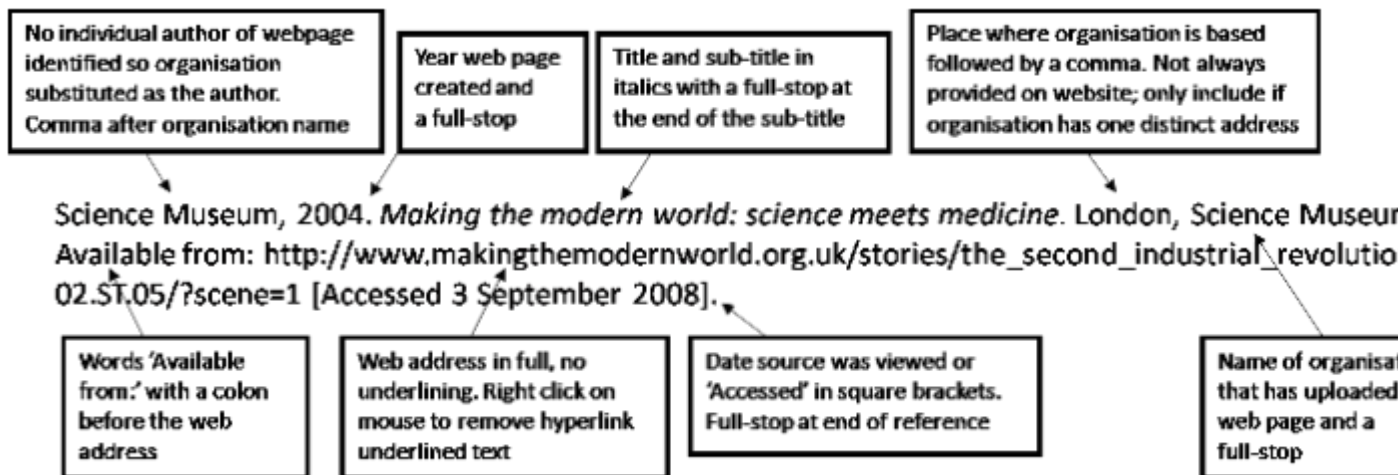 No individual author of webpage
identified so organisation
substituted as the author.
Comma after organisation name
Year web page
created and
a full-stop
Title and sub-title in
italics with a full-stop at
the end of the sub-title
Place where organisation is based
followed by a comma. Not always
provided on website; only include if
organisation has one distinct address
Science Museum, 2004. Making the modern world: science meets medicine. London, Science Museum
Available from: http://www.makingthemodernworld.org.uk/stories/the_second_industrial_revolutio
02.ST.05/?scene=1 [Accessed 3 September 2008].
Words 'Available
from:' with a colon
before the web
address
Web address in full, no
underlining. Right click on
mouse to remove hyperlink
underlined text
Date source was viewed or
'Accessed' in square brackets.
Full-stop at end of reference
Name of organisat
that has uploaded
web page and a
full-stop